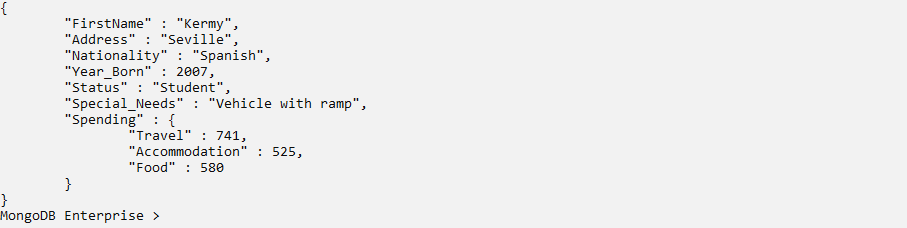 {
"FirstName" : "Kermy",
"Address" : "Seville",
"Nationality" : "Spanish",
"Year_Born" : 2007,
"Status" : "Student",
"Special_Needs" : "Vehicle with ramp",
"Spending" : {
"Travel" : 741,
"Accommodation" : 525,
"Food" : 580
}
}
MongoDB Enterprise >